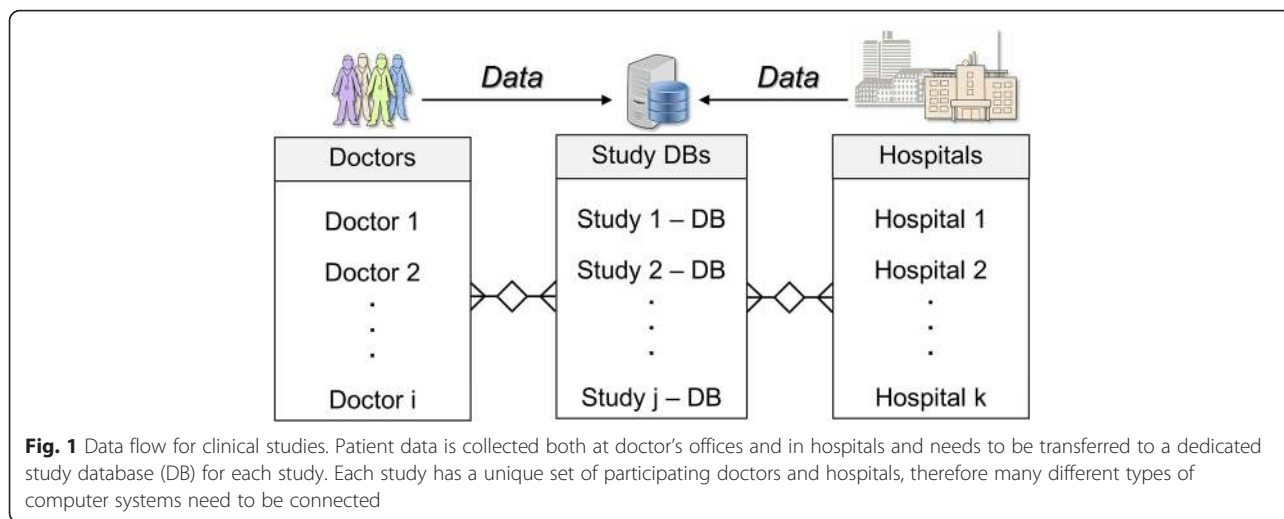 Data
Data
Doctors
Doctor 1
Doctor 2
.
.
.
Doctor i
Study DBs
Study 1 – DB
Study 2 – DB
.
.
.
Study j – DB
Hospitals
Hospital 1
Hospital 2
.
.
.
Hospital k
Fig. 1 Data flow for clinical studies. Patient data is collected both at doctor's offices and in hospitals and needs to be transferred to a dedicated
study database (DB) for each study. Each study has a unique set of participating doctors and hospitals, therefore many different types of
computer systems need to be connected